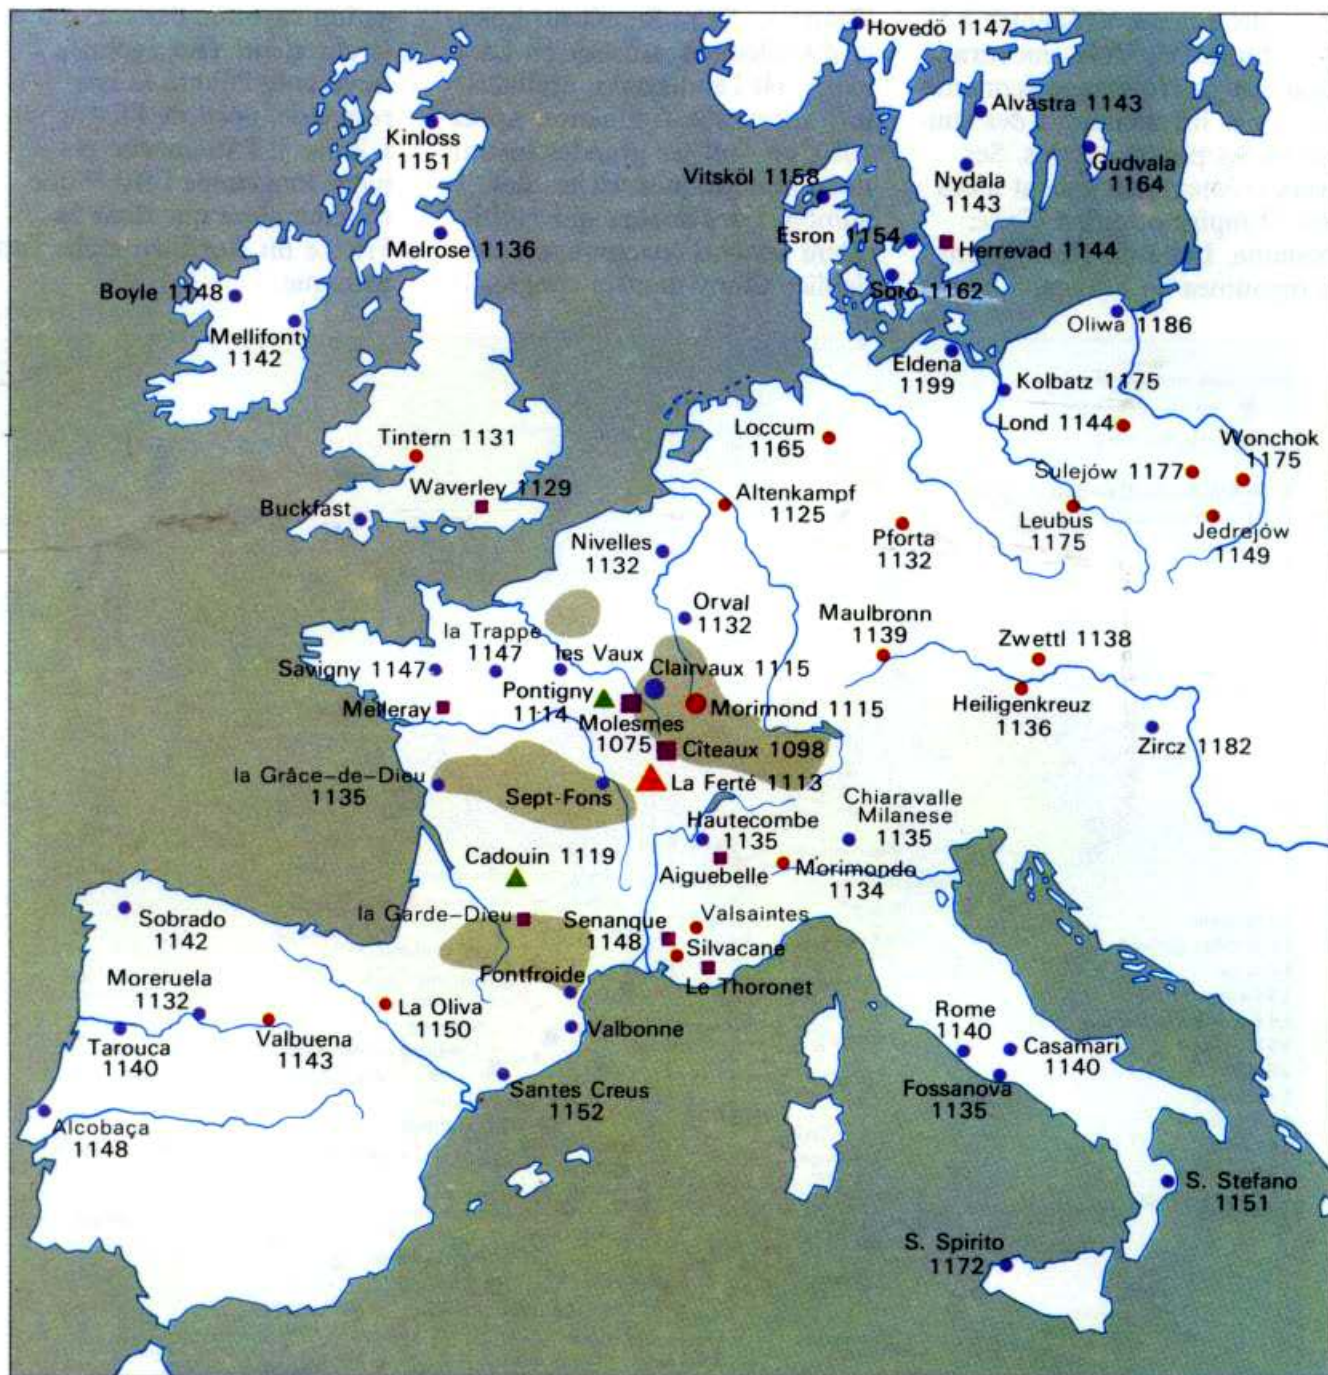 Hovedö 1147
Alvastra 1143
Kinloss
1151
Gudvala
1164
Vitsköl 1158
Nydala
1143
Melrose 1136
Esron 1154
Herrevad 1144
Boyle 1148
Sorö 1162
Mellifonty
1142
Oliwa 1186
Eldena
1199
Kolbatz 1175
Lond 1144
Loccum
1165
Wonchok
1175
Tintern 1131
Sulejów 1177
Waverley 1129
Altenkampf
1125
Buckfast
Pforta
1132
Leubus
1175
Jedrejów
1149
Nivelles
1132
Orval
1132
Maulbronn
1139
Zwettl 1138
la Trappe
1147
les Vaux
Savigny 1147
Clairvaux 1115
Pontigny
1114
Melleray
Morimond 1115
Heiligenkreuz
1136
Molesmes
1075
Cîteaux 1098
Zircz 1182
la Grâce-de-Dieu
1135
Sept-Fons
La Ferté 1113
Hautecombe
1135
Chiaravalle
Milanese
1135
Cadouin 1119
Aiguebelle
Morimondo
1134
la Garde-Dieu
Senanque
1148
Valsaintes
Sobrado
1142
Silvacane
Fontfroide
Le Thoronet
Moreruela
1132
La Oliva
1150
Rome
1140
Valbonne
Tarouca
1140
Valbuena
1143
Casamari
1140
Santes Creus
1152
Fossanova
1135
Alcobaça
1148
S. Stefano
1151
S. Spirito
1172